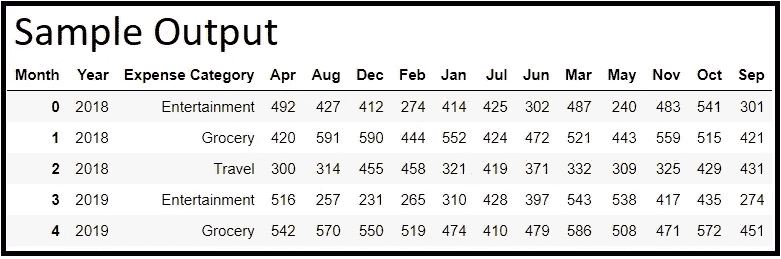 Sample Output
Month Year Expense Category Apr Aug Dec Feb Jan Jul Jun Mar May Nov Oct Sep
0 2018 Entertainment 492 427 412 274 414 425 302 487 240 483 541 301
1 2018 Grocery 420 591 590 444 552 424 472 521 443 559 515 421
2 2018 Travel 300 314 455 458 321 419 371 332 309 325 429 431
3 2019 Entertainment 516 257 231 265 310 428 397 543 538 417 435 274
4 2019 Grocery 542 570 550 519 474 410 479 586 508 471 572 451